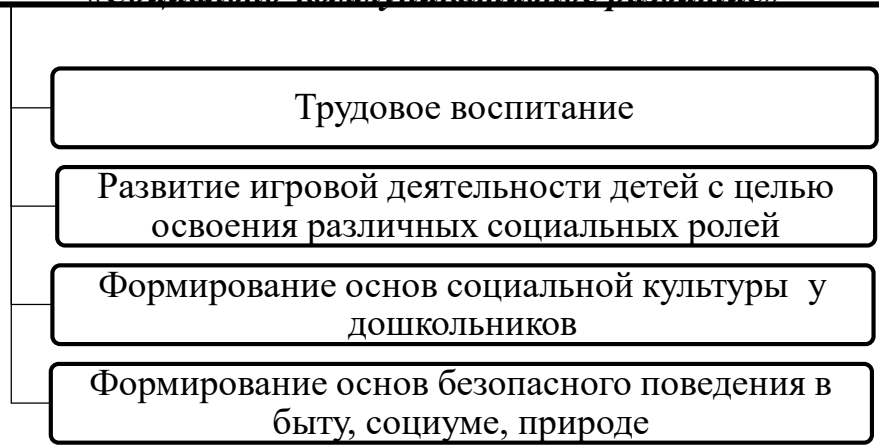 Трудовое воспитание
Развитие игровой деятельности детей с целью
освоения различных социальных ролей
Формирование основ социальной культуры у
дошкольников
Формирование основ безопасного поведения в
быту, социуме, природе